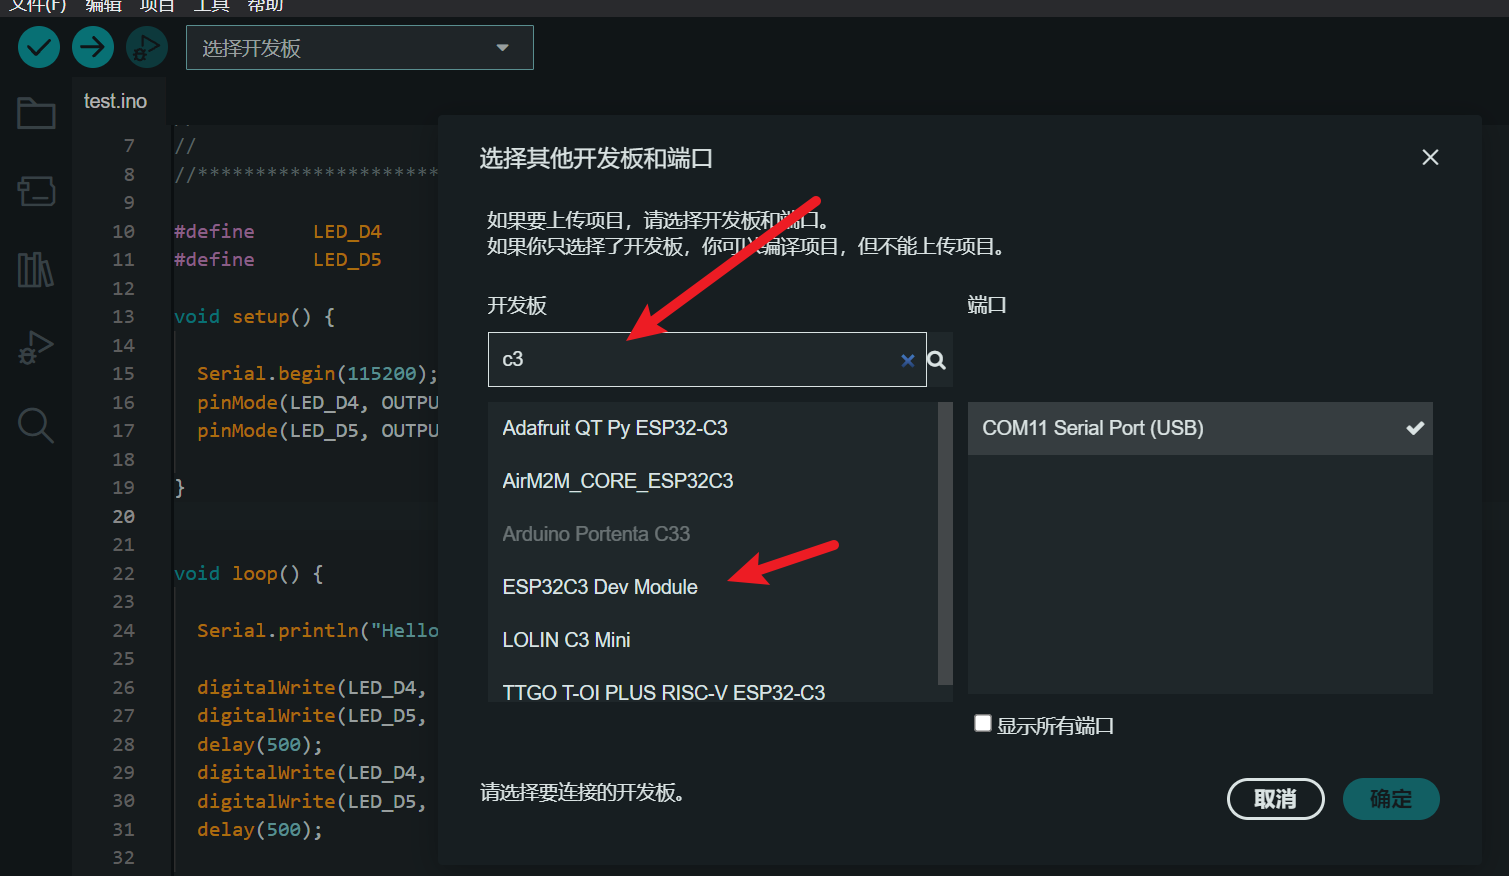 文件(F) 编辑 项目 工具 帮助
选择开发板
test.ino
7 //
8 //*********************
9
10 #define LED_D4
11 #define LED_D5
12
13 void setup() {
14
15 Serial.begin(115200);
16 pinMode(LED_D4, OUTPU
17 pinMode(LED_D5, OUTPU
18
19 }
20
21
22 void loop() {
23
24 Serial.println("Hello
25
26 digitalWrite(LED_D4,
27 digitalWrite(LED_D5,
28 delay(500);
29 digitalWrite(LED_D4,
30 digitalWrite(LED_D5,
31 delay(500);
32
选择其他开发板和端口
如果要上传项目，请选择开发板和端口。
如果你只选择了开发板，你可以编译项目，但不能上传项目。
开发板
c3
Adafruit QT Py ESP32-C3
AirM2M_CORE_ESP32C3
Arduino Portenta C33
ESP32C3 Dev Module
LOLIN C3 Mini
TTGO T-OI PLUS RISC-V ESP32-C3
端口
COM11 Serial Port (USB)
显示所有端口
请选择要连接的开发板。
取消
确定